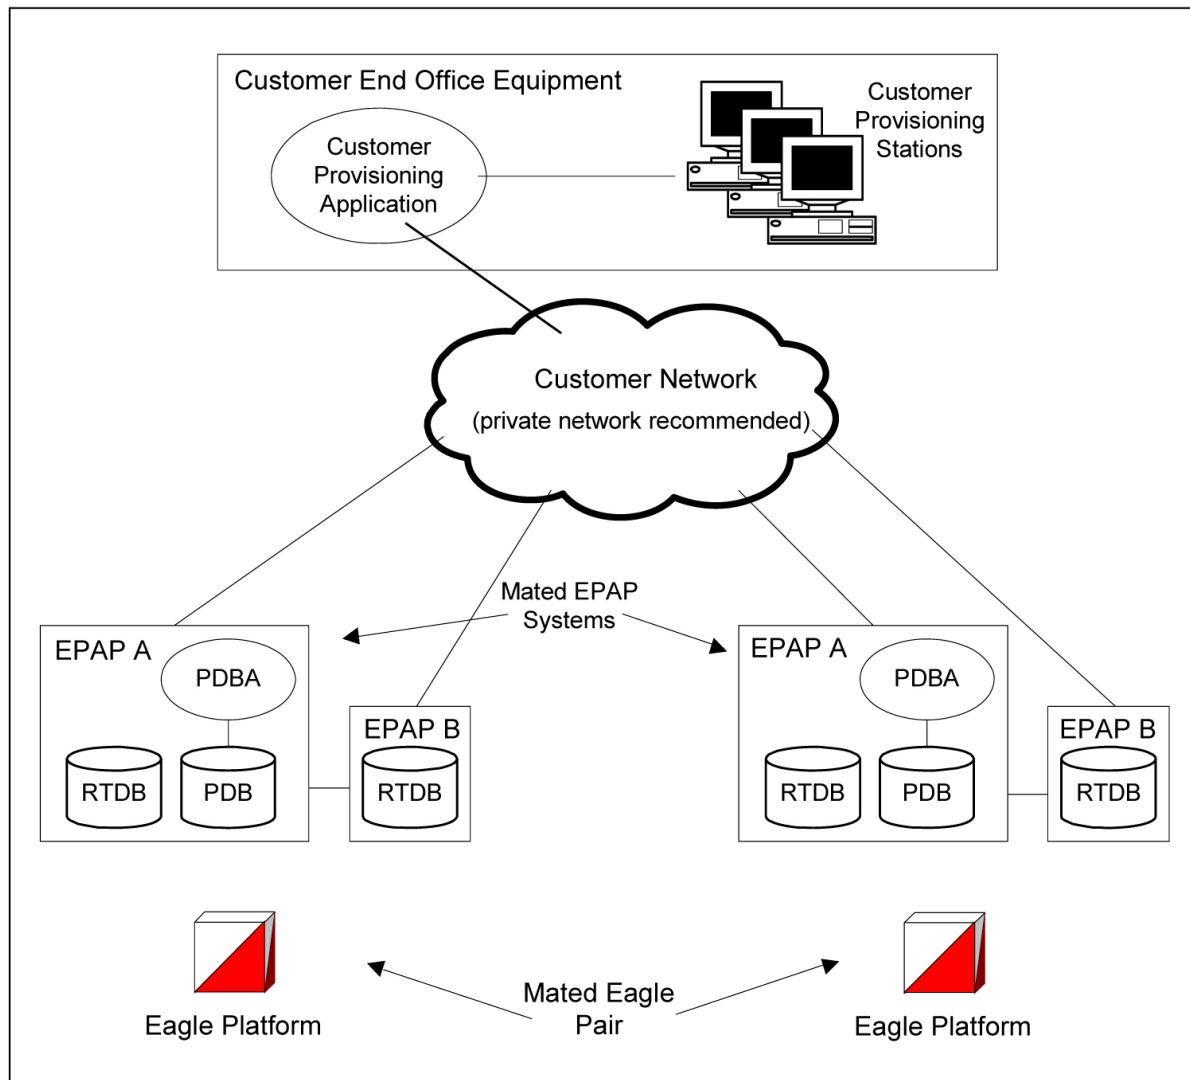 Customer End Office Equipment
Customer
Provisioning
Application
Customer
Provisioning
Stations
Customer Network
(private network recommended)
Mated EPAP
Systems
EPAP A
PDBA
RTDB
PDB
EPAP B
RTDB
EPAP A
PDBA
RTDB
PDB
EPAP B
RTDB
Eagle Platform
Mated Eagle
Pair
Eagle Platform